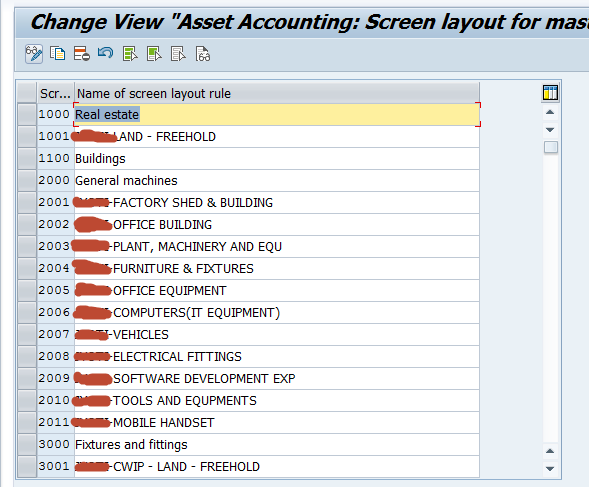 Change View "Asset Accounting: Screen layout for mas
Scr... Name of screen layout rule
1000 Real estate
1001 LAND - FREEHOLD
1100 Buildings
2000 General machines
2001 -FACTORY SHED & BUILDING
2002 -OFFICE BUILDING
2003 -PLANT, MACHINERY AND EQU
2004 -FURNITURE & FIXTURES
2005 -OFFICE EQUIPMENT
2006 -COMPUTERS(IT EQUIPMENT)
2007 -VEHICLES
2008 -ELECTRICAL FITTINGS
2009 -SOFTWARE DEVELOPMENT EXP
2010 -TOOLS AND EQUPMENTS
2011 -MOBILE HANDSET
3000 Fixtures and fittings
3001 -CWIP - LAND - FREEHOLD